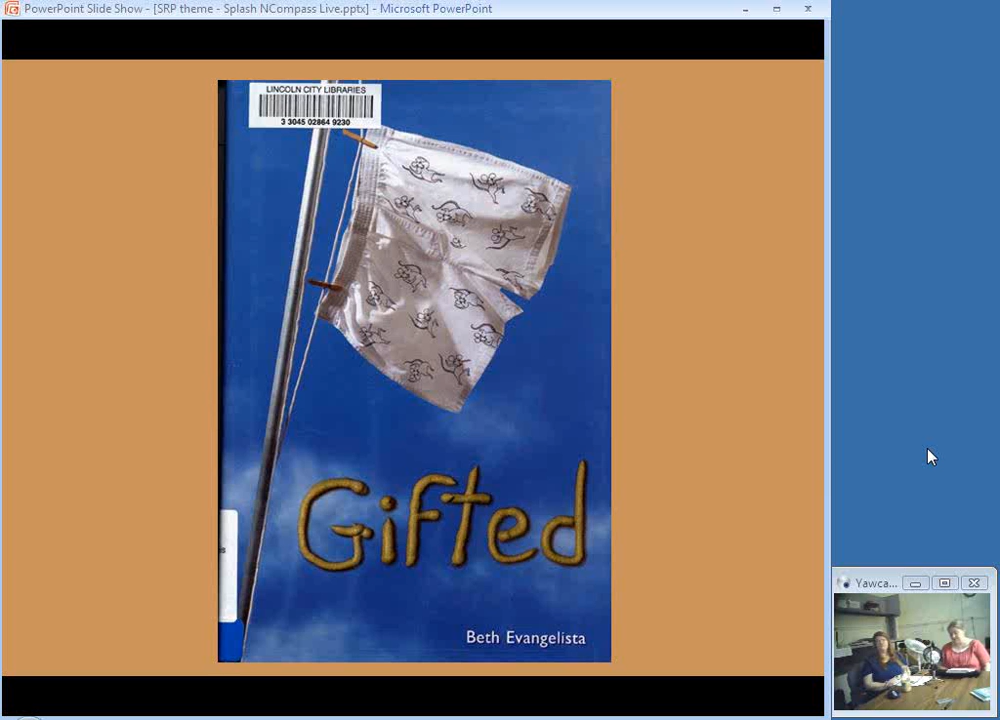 PowerPoint Slide Show - [SRP theme - Splash NCompass Live.pptx] - Microsoft PowerPoint
LINCOLN CITY LIBRARIES
3 3045 02864 9230
Gifted
Beth Evangelista
Yawca...